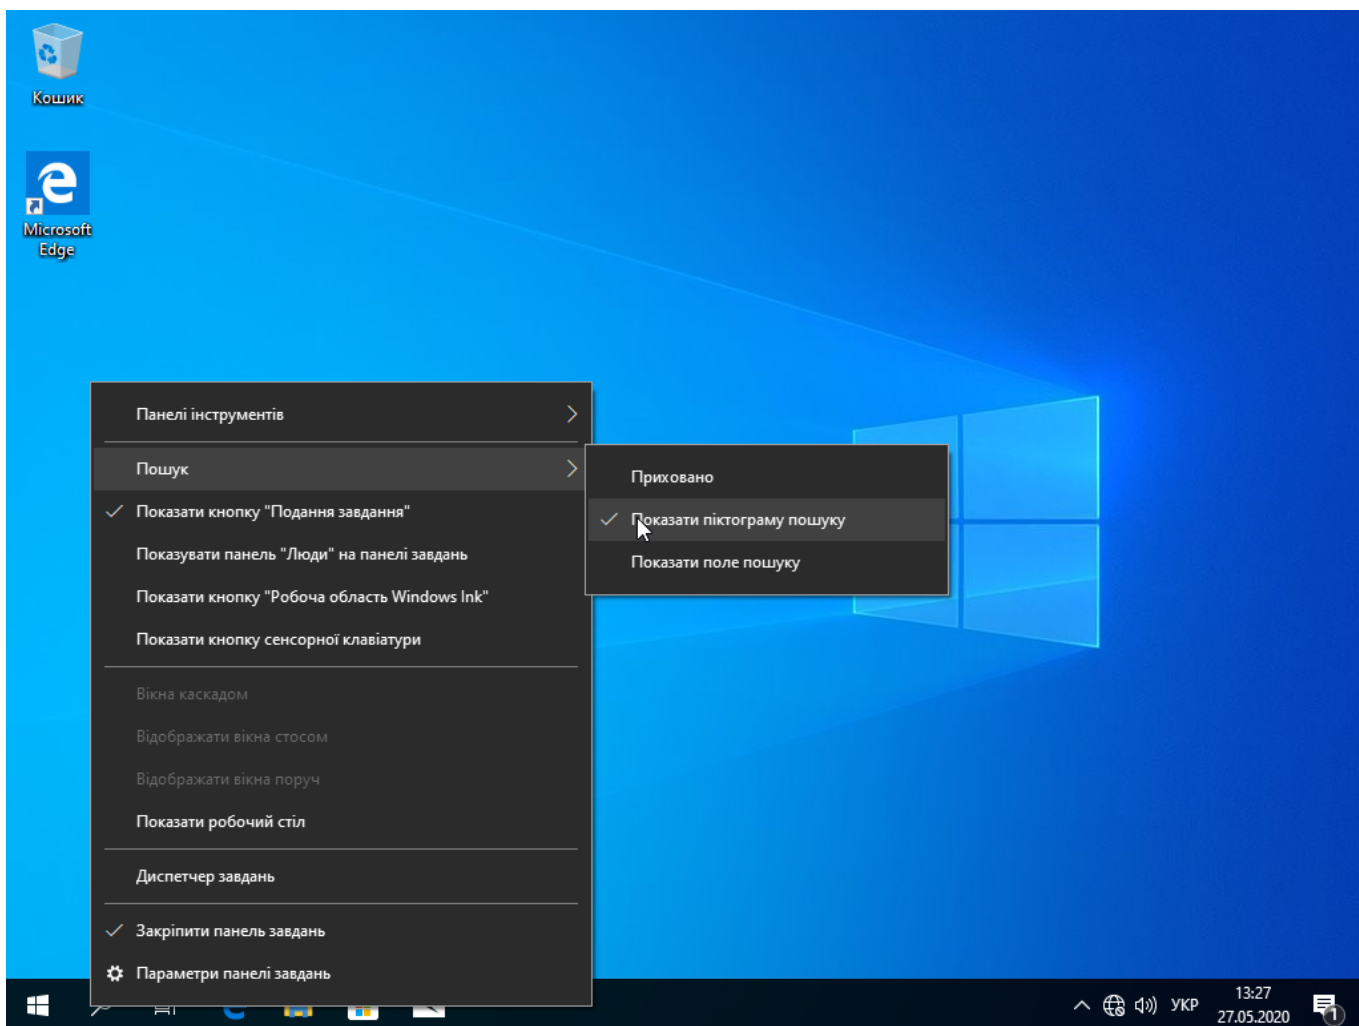 Кошик
Microsoft
Edge
Панелі інструментів
Пошук
Показати кнопку "Подання завдання"
Показувати панель "Люди" на панелі завдань
Показати кнопку "Робоча область Windows Ink"
Показати кнопку сенсорної клавіатури
Вікна каскадом
Відображати вікна стосом
Відображати вікна поруч
Показати робочий стіл
Диспетчер завдань
Закріпити панель завдань
Параметри панелі завдань
Приховано
Показати піктограму пошуку
Показати поле пошуку
УКР
13:27
27.05.2020
1